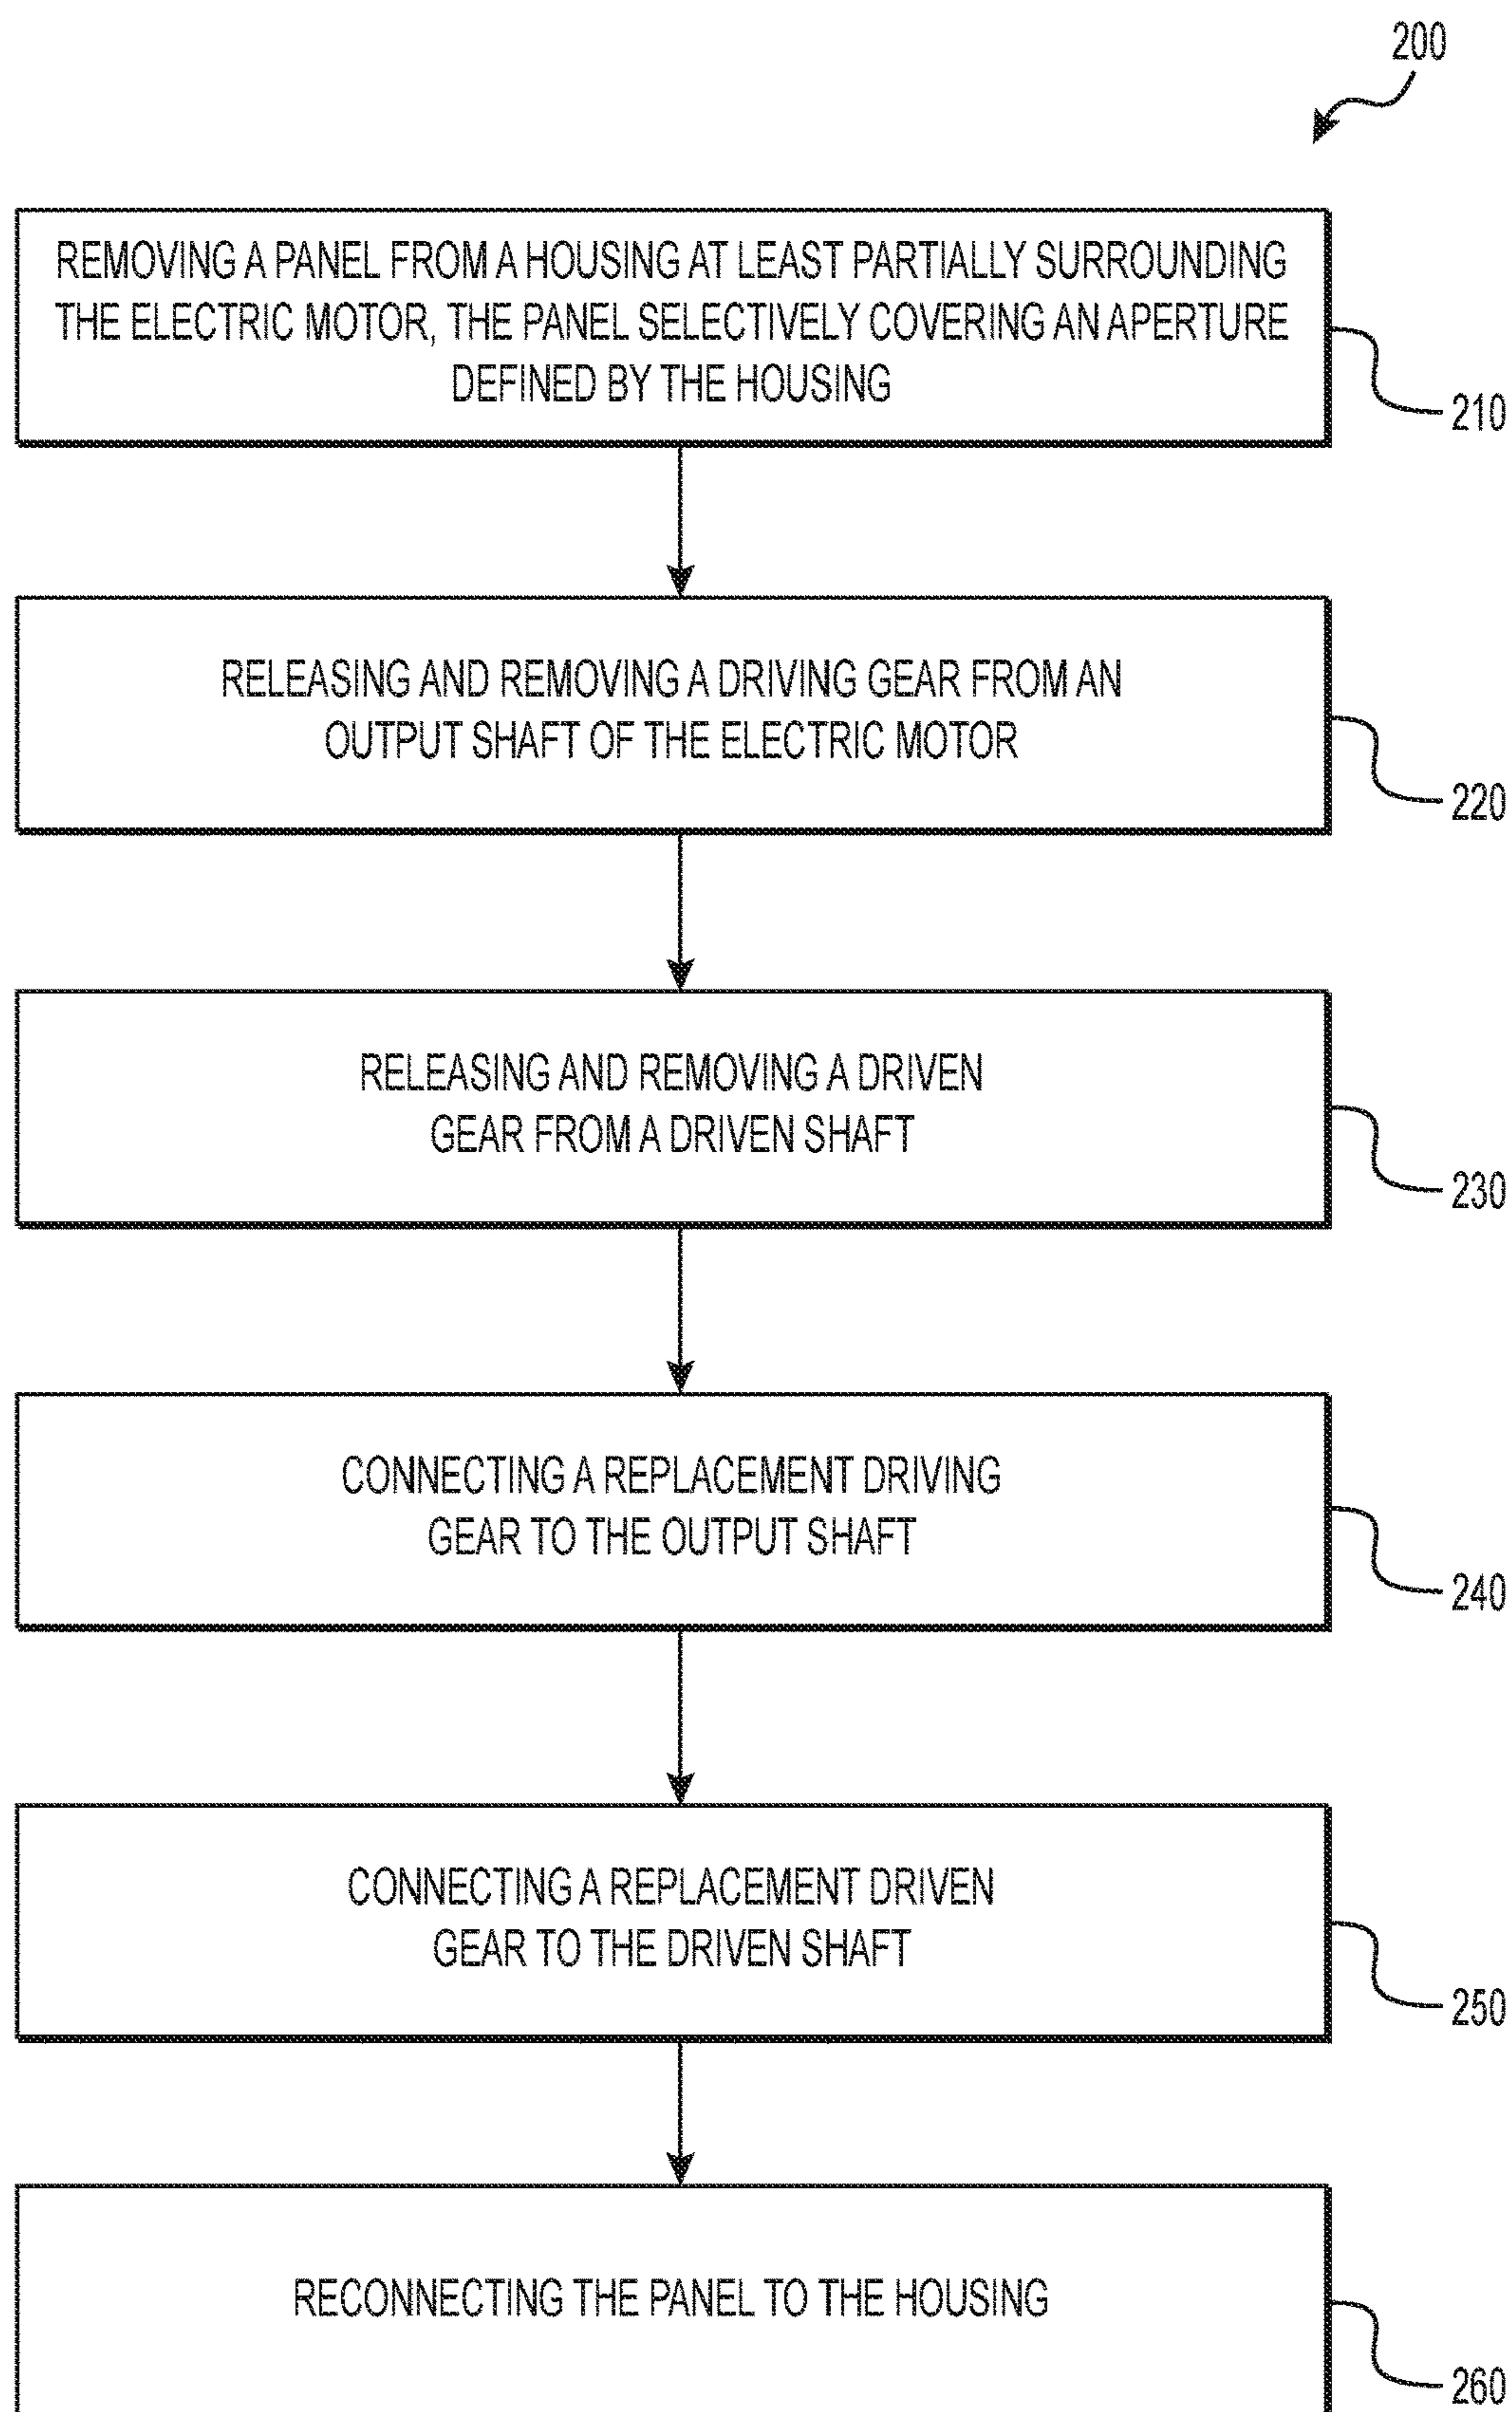 200
REMOVING A PANEL FROM A HOUSING AT LEAST PARTIALLY SURROUNDING
THE ELECTRIC MOTOR, THE PANEL SELECTIVELY COVERING AN APERTURE
DEFINED BY THE HOUSING
210
RELEASING AND REMOVING A DRIVING GEAR FROM AN
OUTPUT SHAFT OF THE ELECTRIC MOTOR
220
RELEASING AND REMOVING A DRIVEN
GEAR FROM A DRIVEN SHAFT
230
CONNECTING A REPLACEMENT DRIVING
GEAR TO THE OUTPUT SHAFT
240
CONNECTING A REPLACEMENT DRIVEN
GEAR TO THE DRIVEN SHAFT
250
RECONNECTING THE PANEL TO THE HOUSING
260